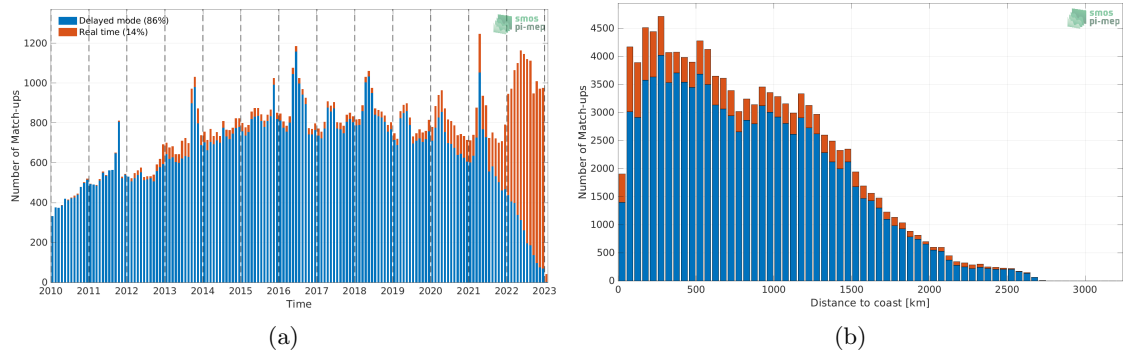 Delayed mode (86%)
Real time (14%)
smos
pi-mep
Number of Match-ups
1200
1000
800
600
400
200
0
2010 2011 2012 2013 2014 2015 2016 2017 2018 2019 2020 2021 2022 2023
Time
(a)
smos
pi-mep
Number of Match-ups
4500
4000
3500
3000
2500
2000
1500
1000
500
0
0 500 1000 1500 2000 2500 3000
Distance to coast [km]
(b)